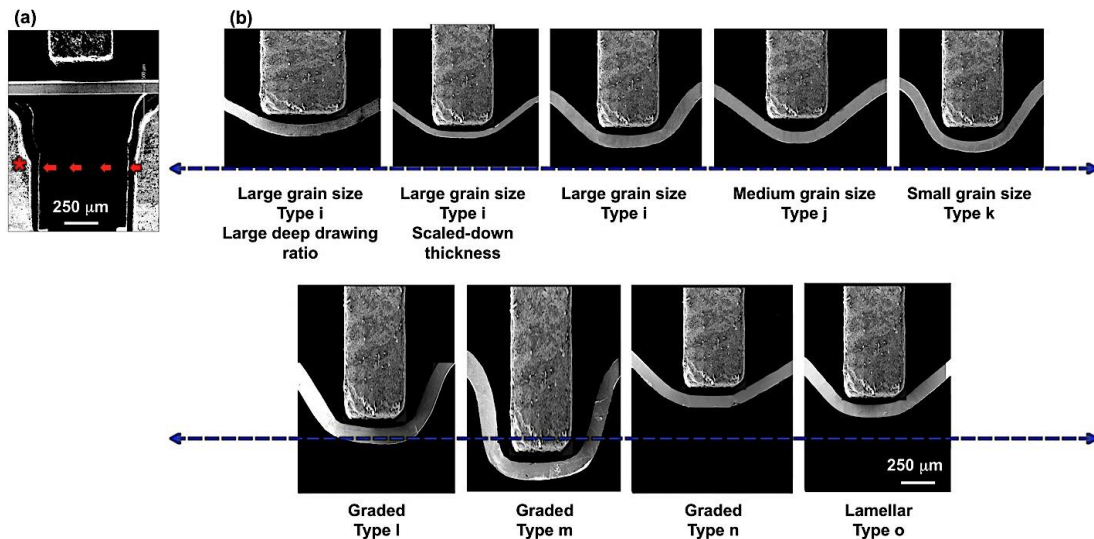 (a)
(b)
250 μm
Large grain size
Type i
Large deep drawing
ratio
Large grain size
Type i
Scaled-down
thickness
Large grain size
Type i
Medium grain size
Type j
Small grain size
Type k
250 μm
Graded
Type l
Graded
Type m
Graded
Type n
Lamellar
Type o